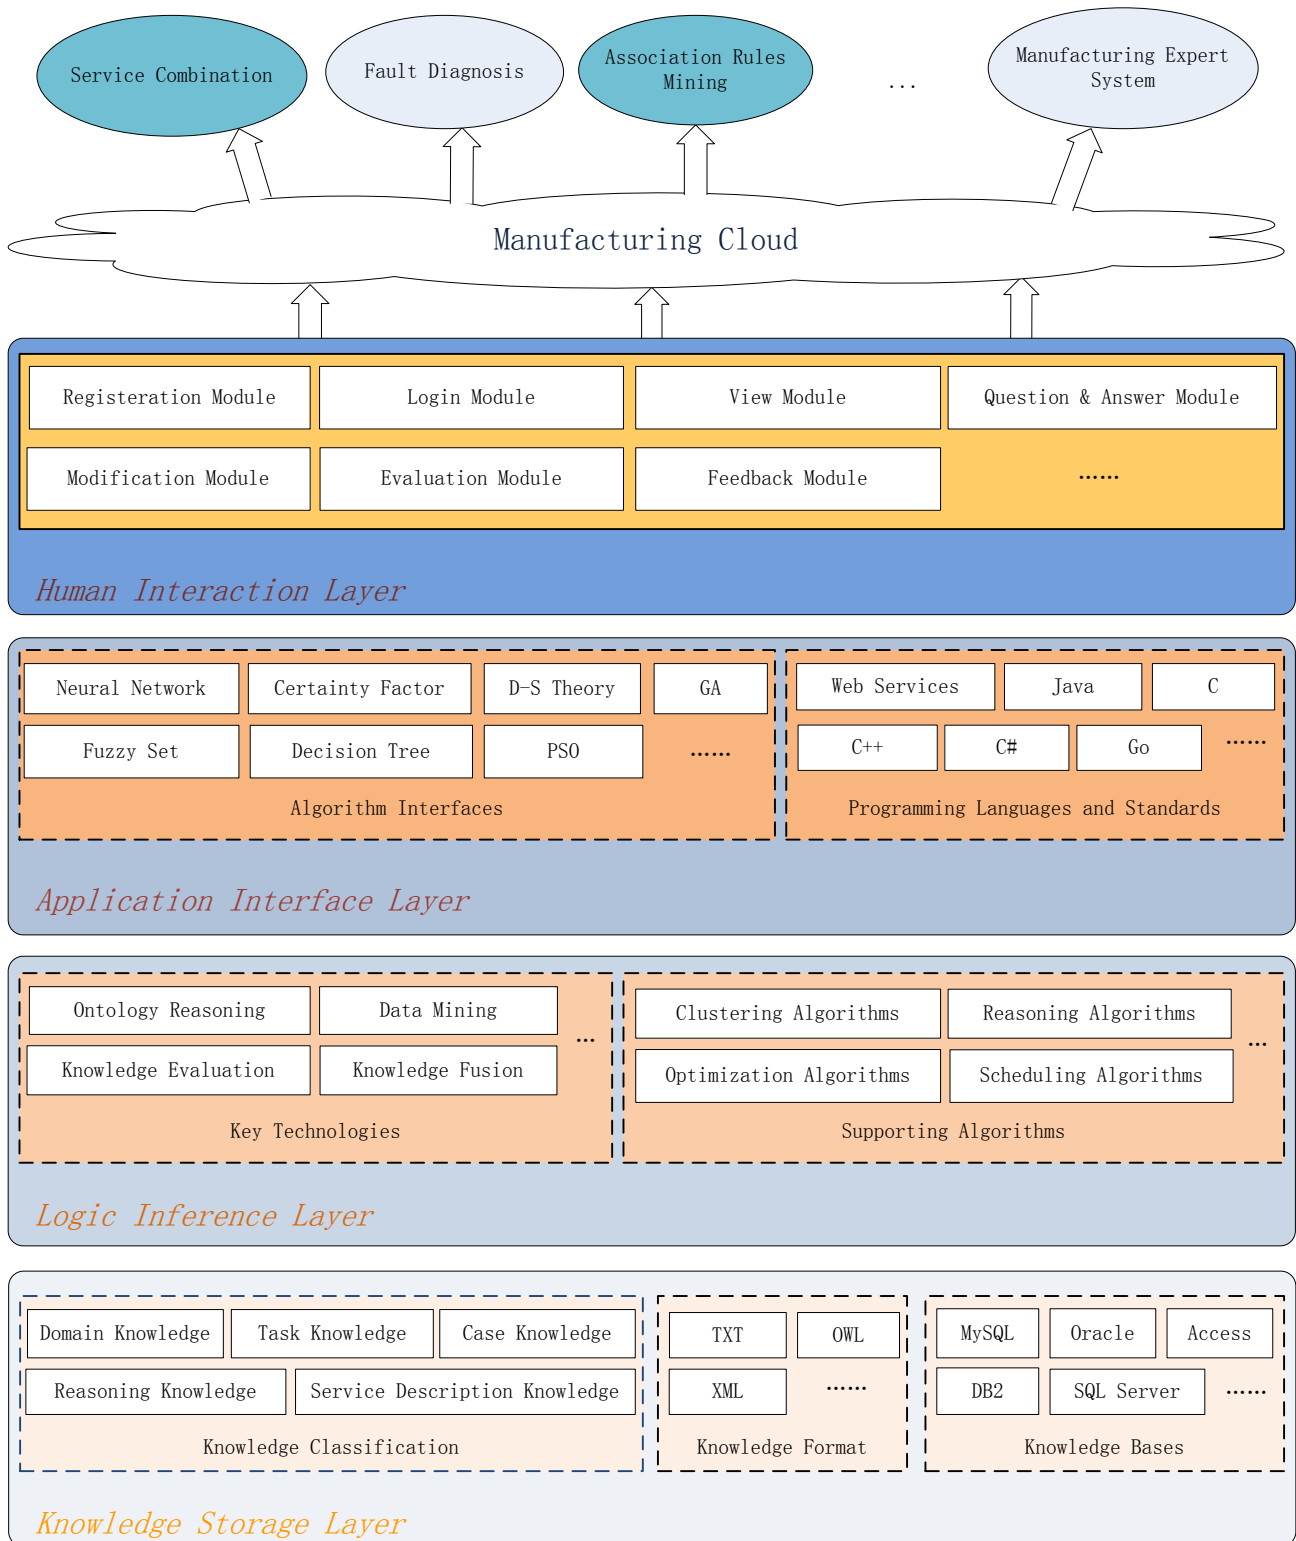 Service Combination
Fault Diagnosis
Association Rules
Mining
...
Manufacturing Expert
System
Manufacturing Cloud
Registeration Module
Login Module
View Module
Question & Answer Module
Modification Module
Evaluation Module
Feedback Module
……
Human Interaction Layer
Neural Network
Certainty Factor
D-S Theory
GA
Fuzzy Set
Decision Tree
PSO
……
Algorithm Interfaces
Web Services
Java
C
C++
C#
Go
……
Programming Languages and Standards
Application Interface Layer
Ontology Reasoning
Data Mining
Knowledge Evaluation
Knowledge Fusion
…
Key Technologies
Clustering Algorithms
Reasoning Algorithms
Optimization Algorithms
Scheduling Algorithms
…
Supporting Algorithms
Logic Inference Layer
Domain Knowledge
Task Knowledge
Case Knowledge
Reasoning Knowledge
Service Description Knowledge
Knowledge Classification
TXT
OWL
XML
……
Knowledge Format
MySQL
Oracle
Access
DB2
SQL Server
……
Knowledge Bases
Knowledge Storage Layer